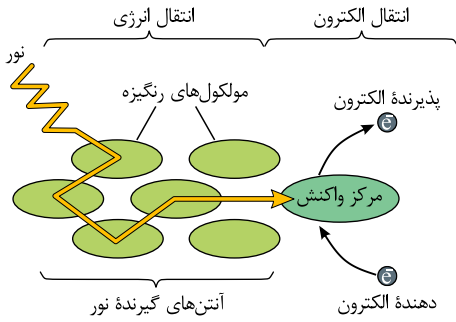 انتقال الکترون
انتقال انرژی
نور
مولکول‌های رنگیزه
پذیرندهٔ الکترون
ē
مرکز واکنش
ē
دهندهٔ الکترون
آنتن‌های گیرندهٔ نور